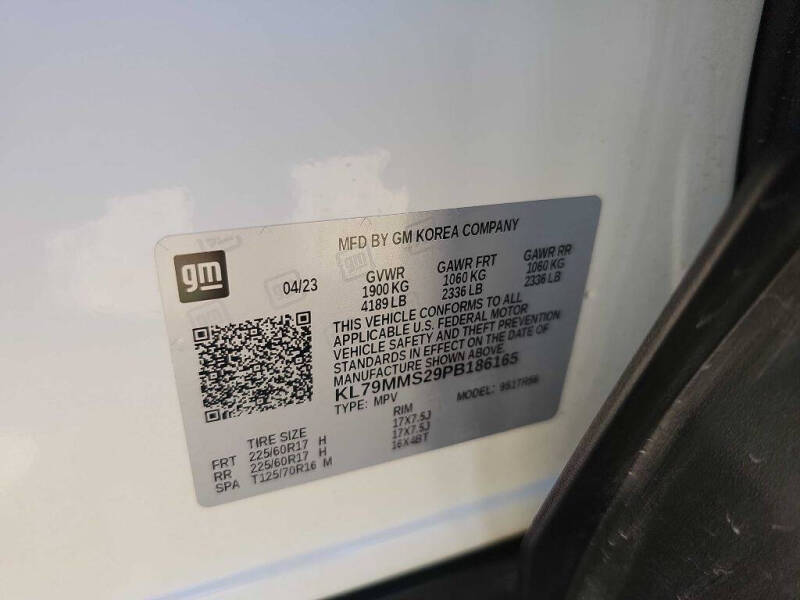 MFD BY GM KOREA COMPANY
gm
04/23
GVWR GAWR FRT GAWR RR
1900 KG 1060 KG 1060 KG
4189 LB 2336 LB 2336 LB
THIS VEHICLE CONFORMS TO ALL
APPLICABLE U.S. FEDERAL MOTOR
VEHICLE SAFETY AND THEFT PREVENTION
STANDARDS IN EFFECT ON THE DATE OF
MANUFACTURE SHOWN ABOVE.
KL79MMS29PB186165
TYPE: MPV MODEL: 9S17R56
TIRE SIZE RIM
FRT 225/60R17 H 17X7.5J
RR 225/60R17 H 17X7.5J
SPA T125/70R16 M 16X4BT